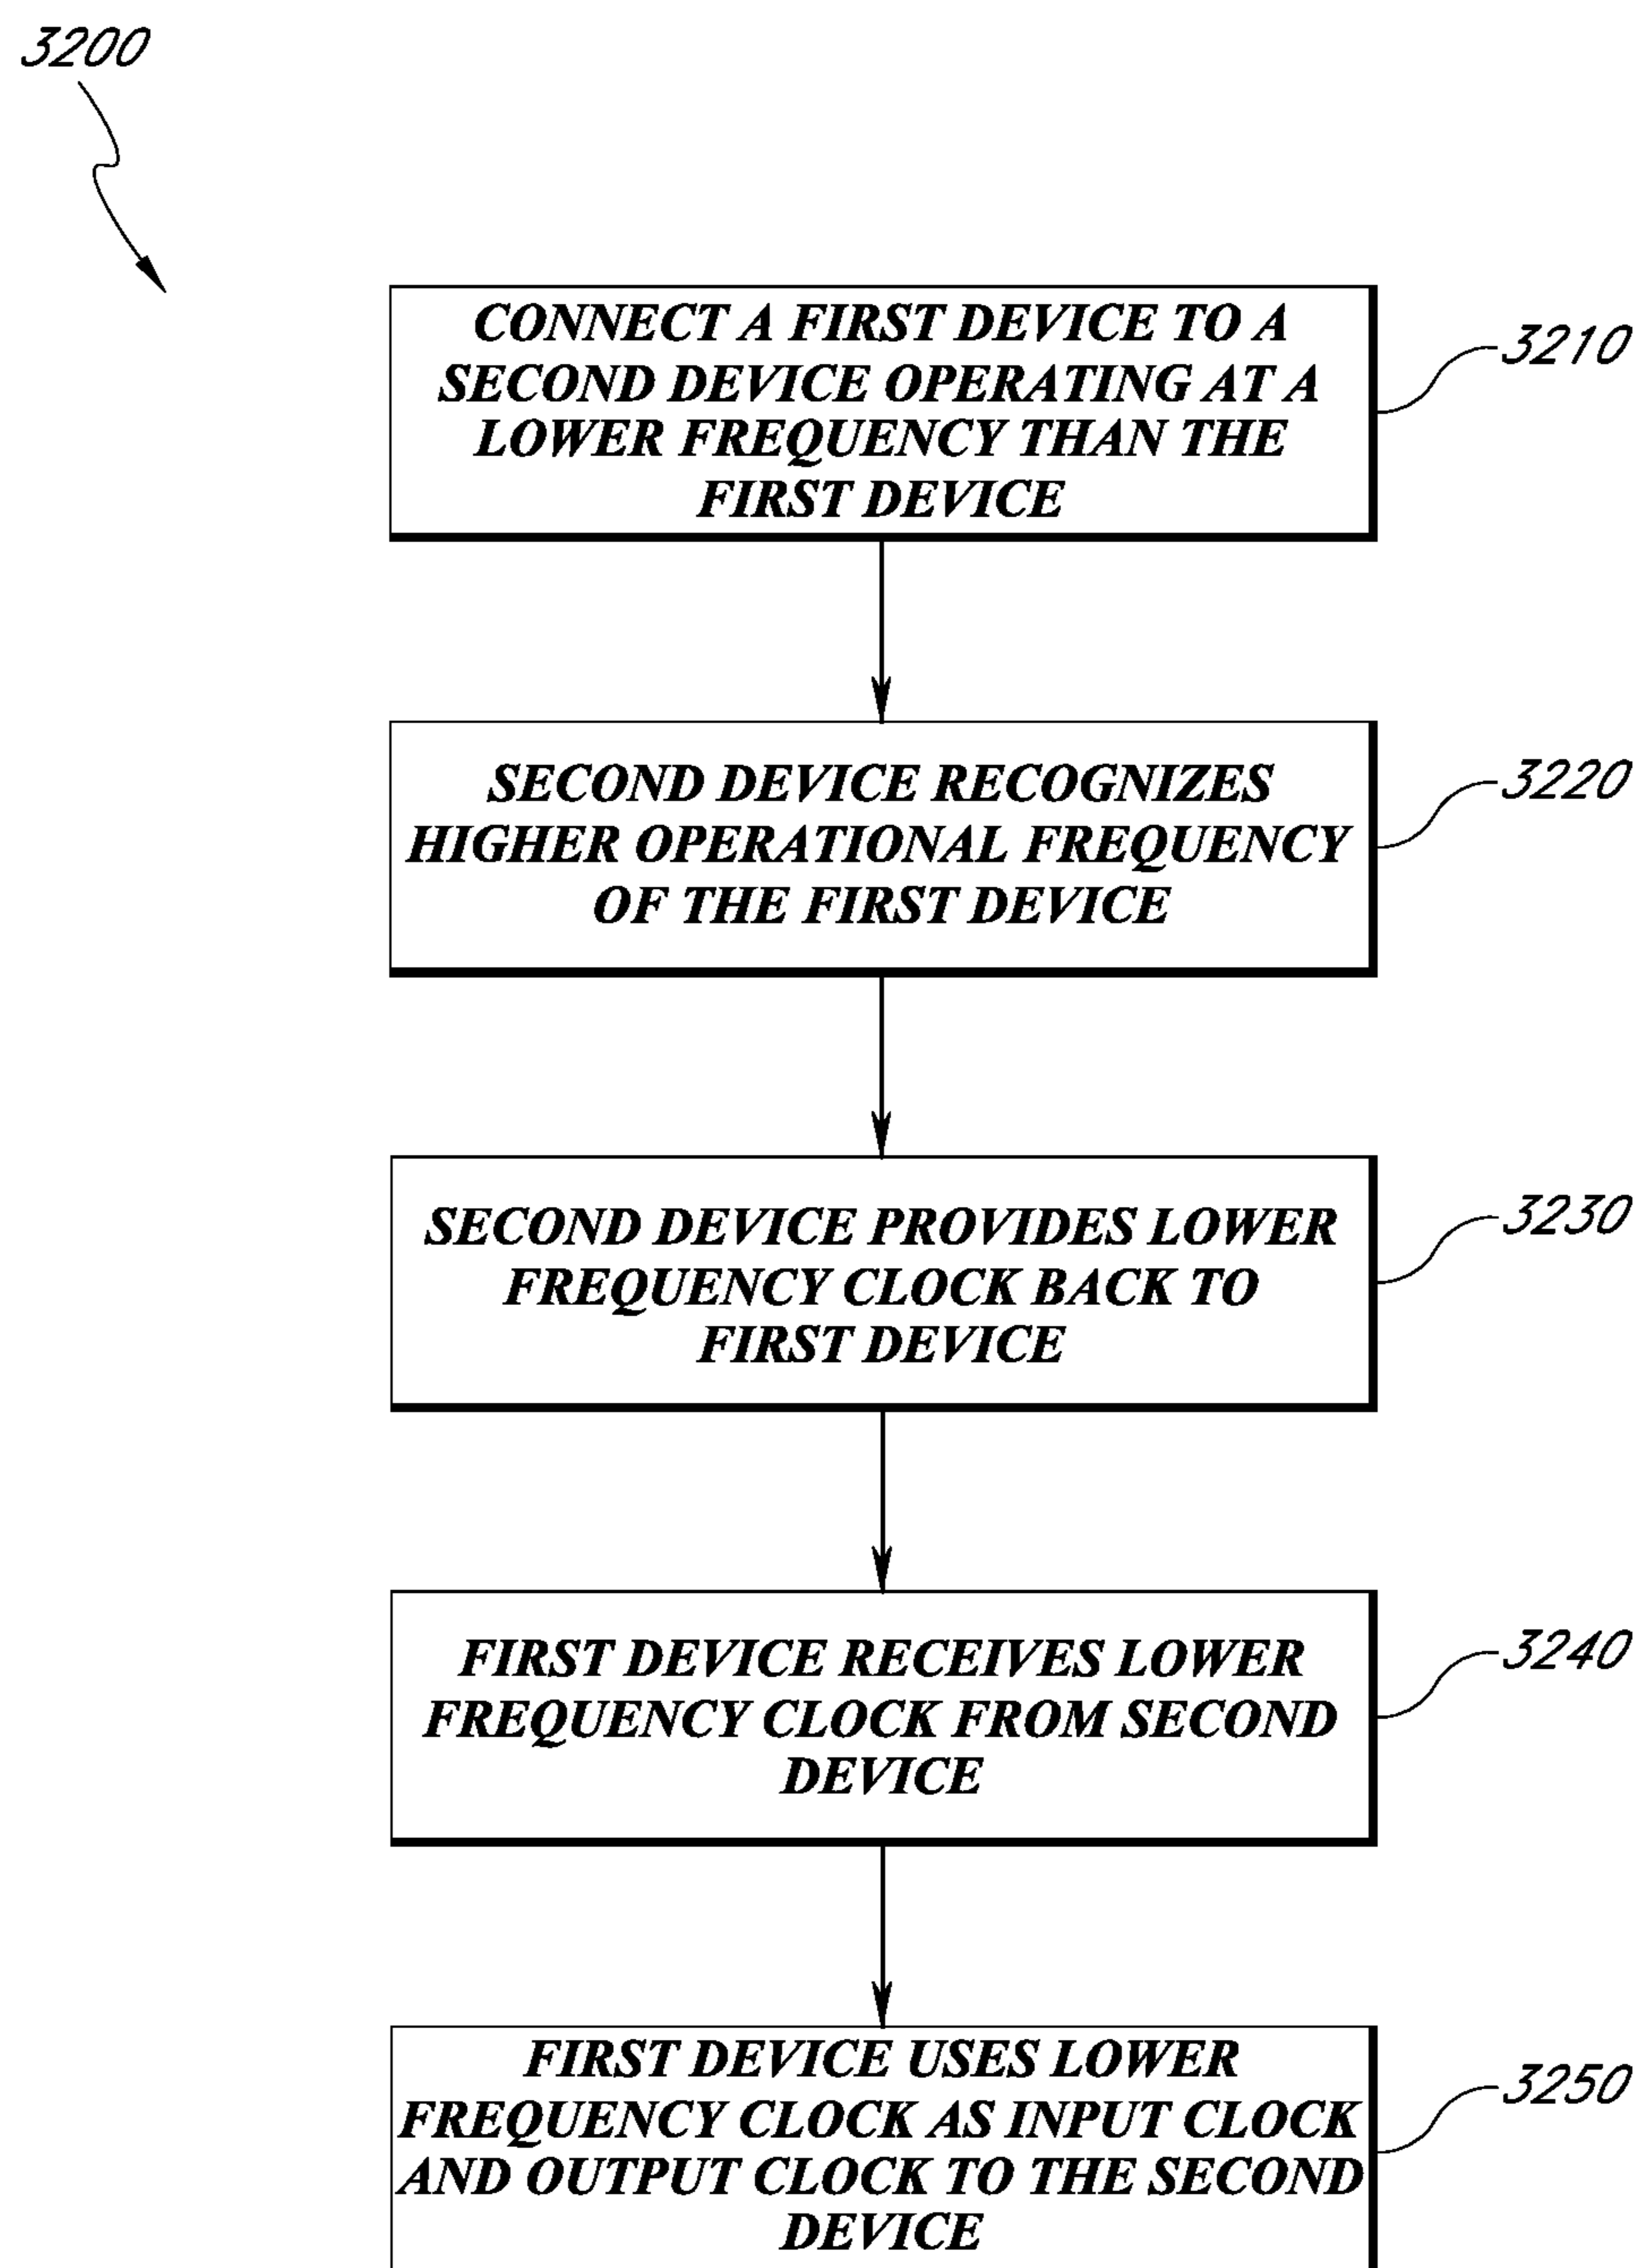 3200
CONNECT A FIRST DEVICE TO A
SECOND DEVICE OPERATING AT A
LOWER FREQUENCY THAN THE
FIRST DEVICE
3210
SECOND DEVICE RECOGNIZES
HIGHER OPERATIONAL FREQUENCY
OF THE FIRST DEVICE
3220
SECOND DEVICE PROVIDES LOWER
FREQUENCY CLOCK BACK TO
FIRST DEVICE
3230
FIRST DEVICE RECEIVES LOWER
FREQUENCY CLOCK FROM SECOND
DEVICE
3240
FIRST DEVICE USES LOWER
FREQUENCY CLOCK AS INPUT CLOCK
AND OUTPUT CLOCK TO THE SECOND
DEVICE
3250